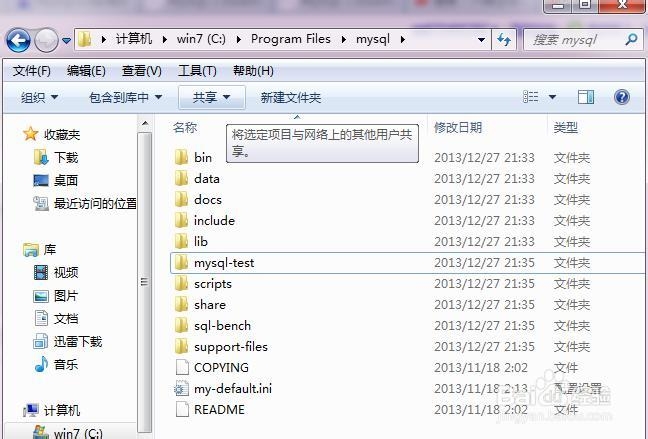 计算机 win7 (C:) Program Files mysql 搜索 mysql
文件(F) 编辑(E) 查看(V) 工具(T) 帮助(H)
组织 包含到库中 共享 新建文件夹
名称 修改日期 类型
将选定项目与网络上的其他用户共
享。
收藏夹
下载
桌面
最近访问的位置
库
视频
图片
文档
迅雷下载
音乐
计算机
win7 (C:)
bin 2013/12/27 21:33 文件夹
data 2013/12/27 21:33 文件夹
docs 2013/12/27 21:33 文件夹
include 2013/12/27 21:33 文件夹
lib 2013/12/27 21:33 文件夹
mysql-test 2013/12/27 21:35 文件夹
scripts 2013/12/27 21:35 文件夹
share 2013/12/27 21:35 文件夹
sql-bench 2013/12/27 21:35 文件夹
support-files 2013/12/27 21:35 文件夹
COPYING 2013/11/18 2:02 文件
my-default.ini 2013/11/18 2:13 配置设置
README 2013/11/18 2:02 文件
Baidu经验
jingyan.baidu.com